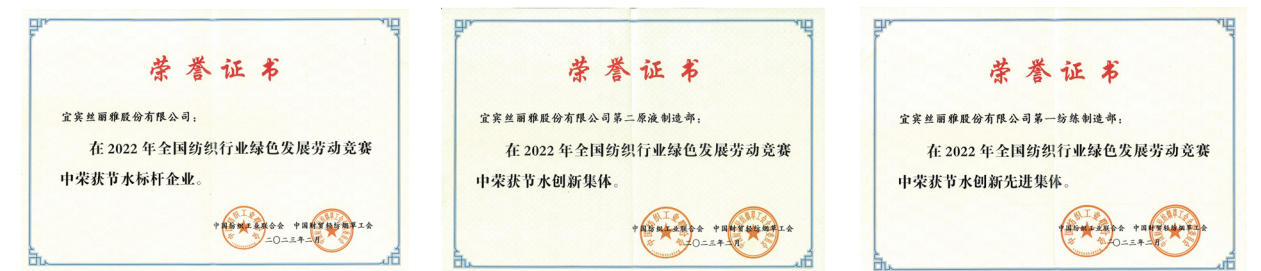 荣誉证书
宜宾丝丽雅股份有限公司：
在2022年全国纺织行业绿色发展劳动竞赛
中荣获节水标杆企业。
中国纺织工业联合会 中国财贸轻纺烟草工会
二〇二三年二月
荣誉证书
宜宾丝丽雅股份有限公司第二原液制造部：
在2022年全国纺织行业绿色发展劳动竞赛
中荣获节水创新集体。
中国纺织工业联合会 中国财贸轻纺烟草工会
二〇二三年二月
荣誉证书
宜宾丝丽雅股份有限公司第一纺练制造部：
在2022年全国纺织行业绿色发展劳动竞赛
中荣获节水创新先进集体。
中国纺织工业联合会 中国财贸轻纺烟草工会
二〇二三年二月